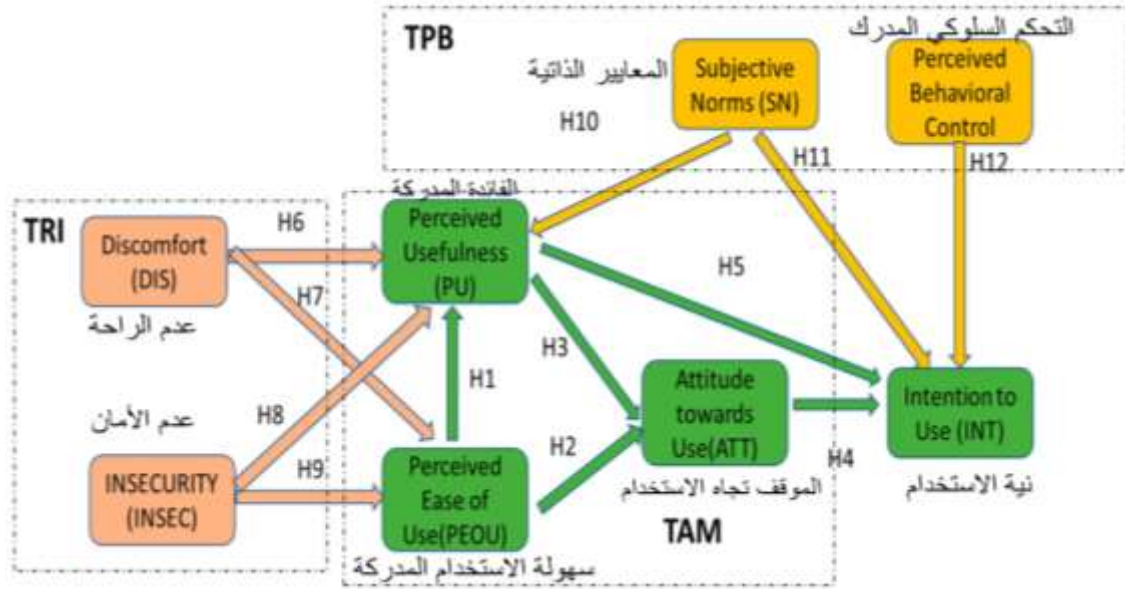 TPB
التحكم السلوكي المدرك
المعايير الذاتية
Subjective
Norms (SN)
Perceived
Behavioral
Control
H10
H11
H12
الفائدة المدركة
TRI
Discomfort
(DIS)
عدم الراحة
H6
Perceived
Usefulness
(PU)
H5
H7
H3
H1
عدم الأمان
H8
Attitude
towards
Use(ATT)
Intention to
Use (INT)
H2
H4
H9
INSECURITY
(INSEC)
Perceived
Ease of
Use(PEOU)
الموقف تجاه الاستخدام
نية الاستخدام
TAM
سهولة الاستخدام المدركة